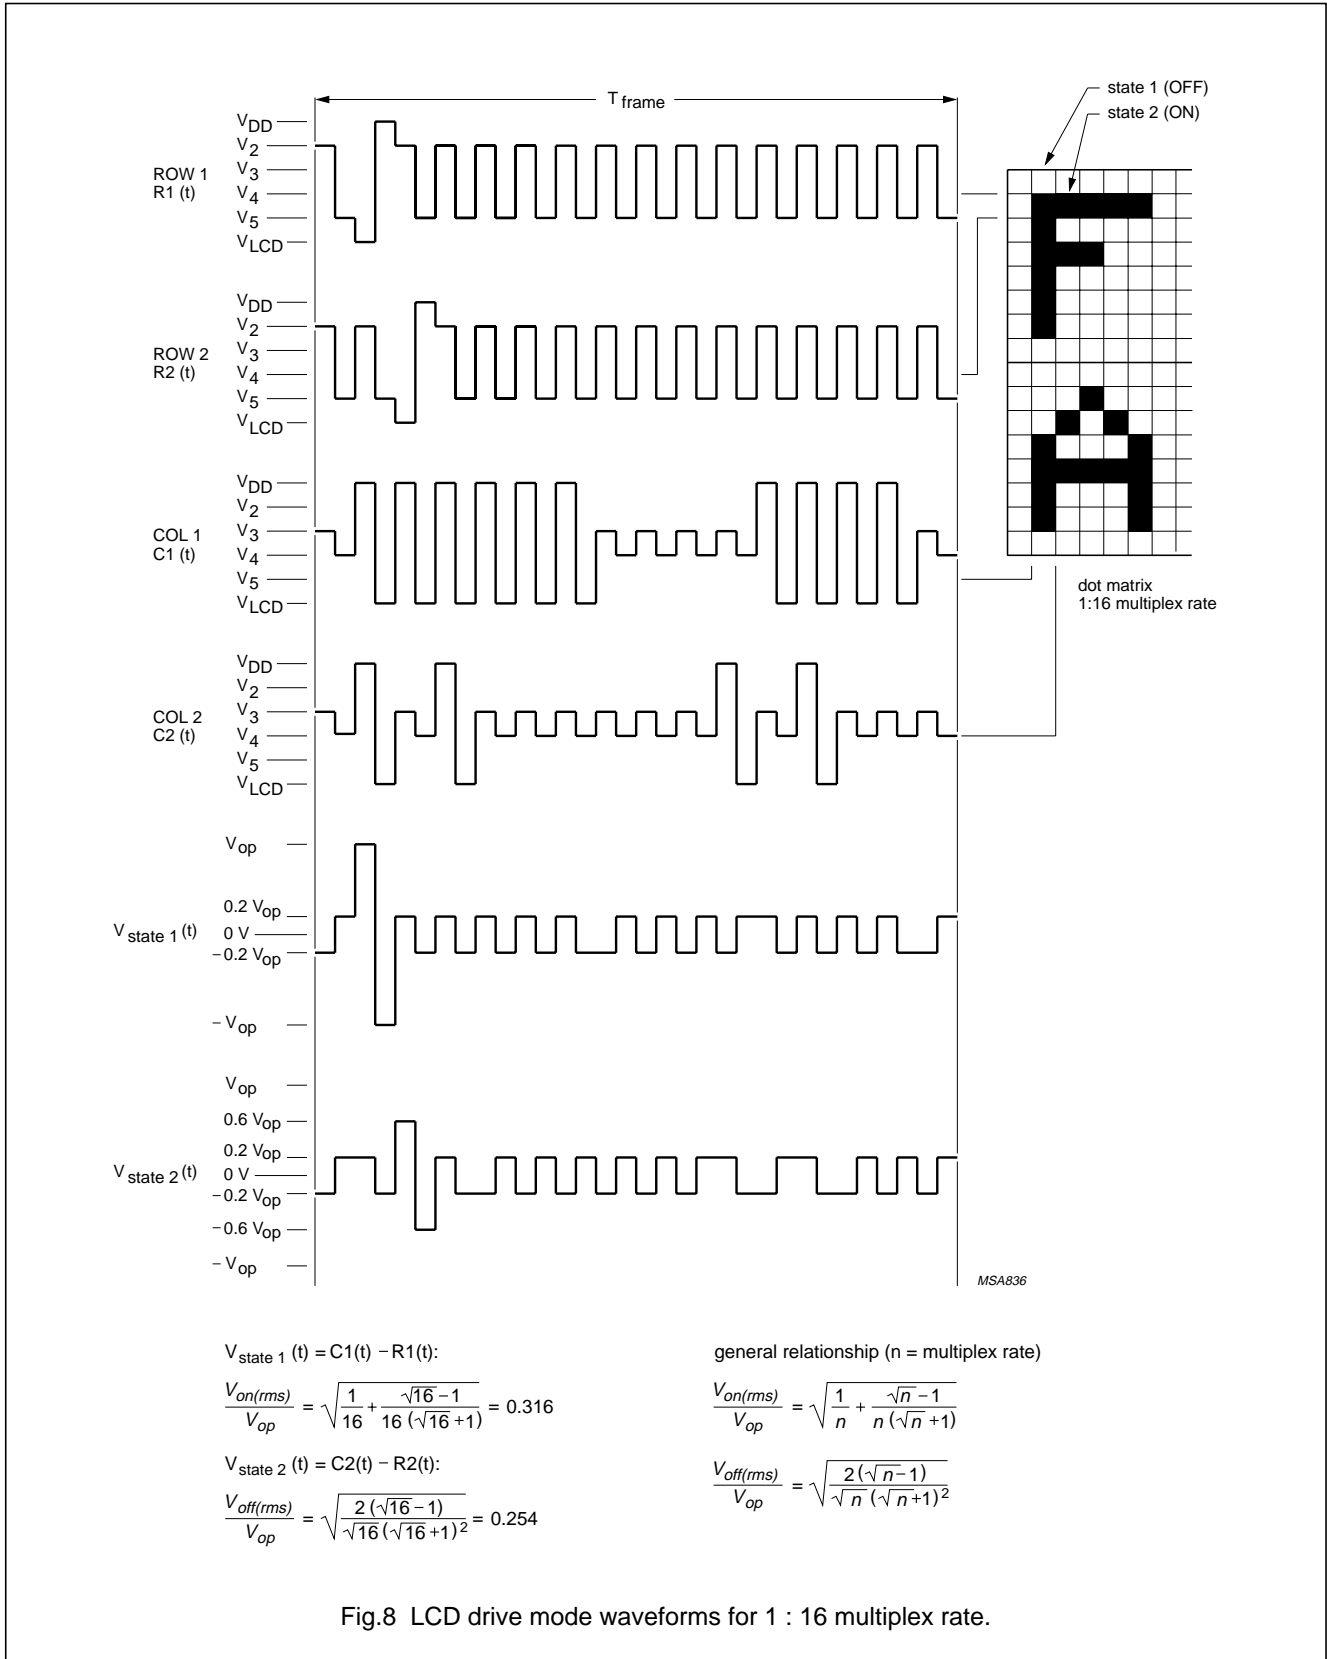 T frame
state 1 (OFF)
state 2 (ON)
ROW 1
R1 (t)
VDD
V2
V3
V4
V5
VLCD
ROW 2
R2 (t)
VDD
V2
V3
V4
V5
VLCD
COL 1
C1 (t)
VDD
V2
V3
V4
V5
VLCD
dot matrix
1:16 multiplex rate
COL 2
C2 (t)
VDD
V2
V3
V4
V5
VLCD
Vstate 1 (t)
Vop
0.2 Vop
0 V
−0.2 Vop
−Vop
Vstate 2 (t)
Vop
0.6 Vop
0.2 Vop
0 V
−0.2 Vop
−0.6 Vop
−Vop
MSA836
Vstate 1 (t) = C1(t) − R1(t):
Von(rms) / Vop = √(1/16 + (√16 − 1)/(16 (√16 + 1))) = 0.316
Vstate 2 (t) = C2(t) − R2(t):
Voff(rms) / Vop = √(2 (√16 − 1)/(√16 (√16 + 1)²)) = 0.254
general relationship (n = multiplex rate)
Von(rms) / Vop = √(1/n + (√n − 1)/(n (√n + 1)))
Voff(rms) / Vop = √(2 (√n − 1)/(√n (√n + 1)²))
Fig.8 LCD drive mode waveforms for 1 : 16 multiplex rate.